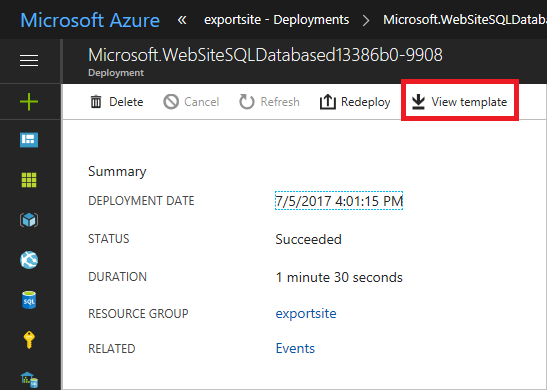 Microsoft Azure « exportsite - Deployments > Microsoft.WebSiteSQLDatab
Microsoft.WebSiteSQLDatabased13386b0-9908
Deployment
Delete Cancel Refresh Redeploy View template
Summary
DEPLOYMENT DATE 7/5/2017 4:01:15 PM
STATUS Succeeded
DURATION 1 minute 30 seconds
RESOURCE GROUP exportsite
RELATED Events
SQL